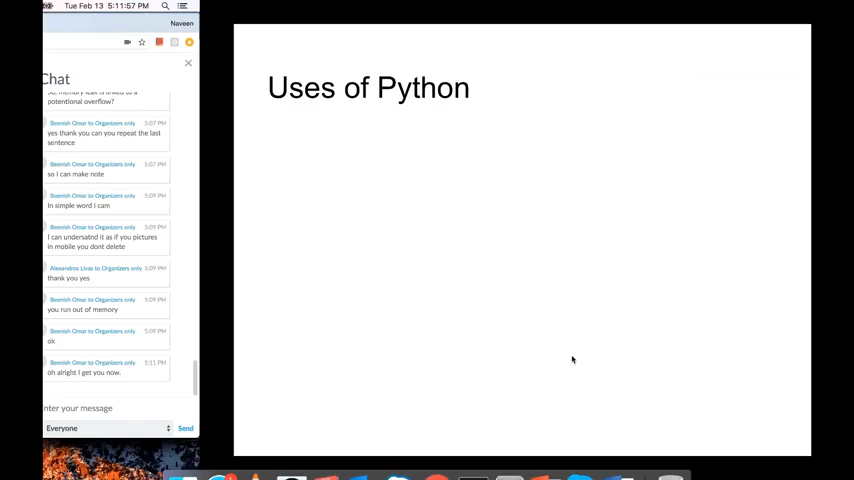 Tue Feb 13 5:11:57 PM
Naveen
Chat
potentional overflow?
Beenish Omar to Organizers only 5:07 PM
yes thank you can you repeat the last
sentence
Beenish Omar to Organizers only 5:07 PM
so I can make note
Beenish Omar to Organizers only 5:09 PM
In simple word I cam
Beenish Omar to Organizers only 5:09 PM
I can undersatnd it as if you pictures
in mobile you dont delete
Alexandros Livas to Organizers only 5:09 PM
thank you yes
Beenish Omar to Organizers only 5:09 PM
you run out of memory
Beenish Omar to Organizers only 5:09 PM
ok
Beenish Omar to Organizers only 5:11 PM
oh alright I get you now.
nter your message
Everyone
Send
Uses of Python